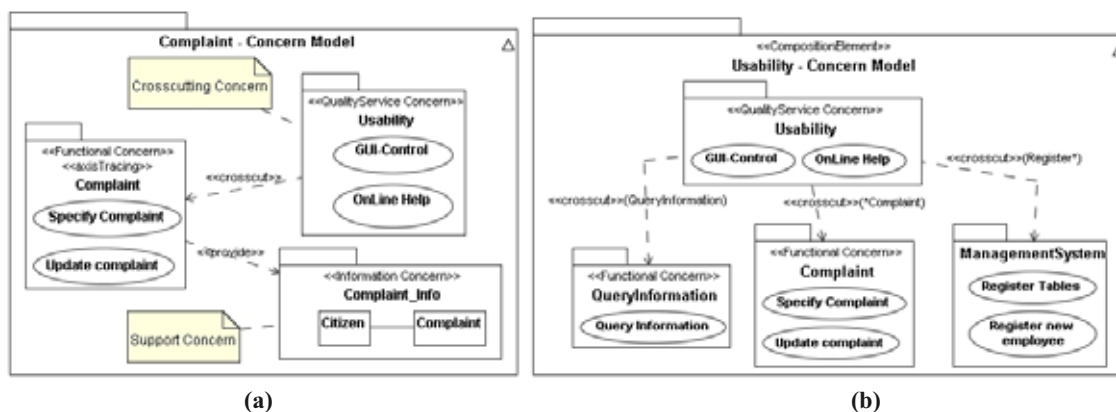 Complaint - Concern Model
Crosscutting Concern
<<QualityService Concern>>
Usability
GUI-Control
OnLine Help
<<Functional Concern>>
<<axisTracing>>
Complaint
Specify Complaint
Update complaint
<<crosscut>>
<<provide>>
<<Information Concern>>
Complaint_Info
Citizen
Complaint
Support Concern
(a)
<<CompositionElement>>
Usability - Concern Model
<<QualityService Concern>>
Usability
GUI-Control
OnLine Help
<<crosscut>>(Register*)
<<crosscut>>(QueryInformation)
<<crosscut>>(*Complaint)
<<Functional Concern>>
QueryInformation
Query Information
<<Functional Concern>>
Complaint
Specify Complaint
Update complaint
ManagementSystem
Register Tables
Register new
employee
(b)